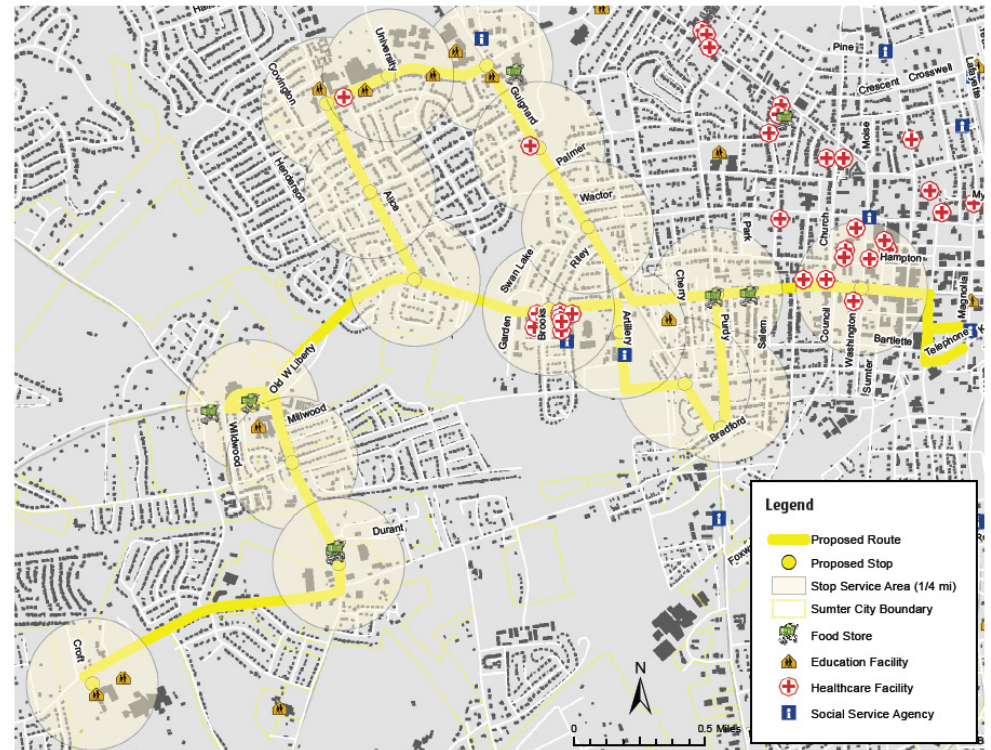 University
Covington
Guignard
Pine
Crescent
Croswell
Lafayette
Moise
Henderson
Alice
Palmer
Wactor
Swan Lake
Riley
Park
Church
Hampton
Cherry
Garden
Brooks
Artillery
Purdy
Salem
Council
Washington
Sumter
Bartlette
Magnolia
Telephone
Old W Liberty
Millwood
Wildwood
Bradford
Durant
Croft
Legend
Proposed Route
Proposed Stop
Stop Service Area (1/4 mi)
Sumter City Boundary
Food Store
Education Facility
Healthcare Facility
Social Service Agency
N
0 0.5 Miles